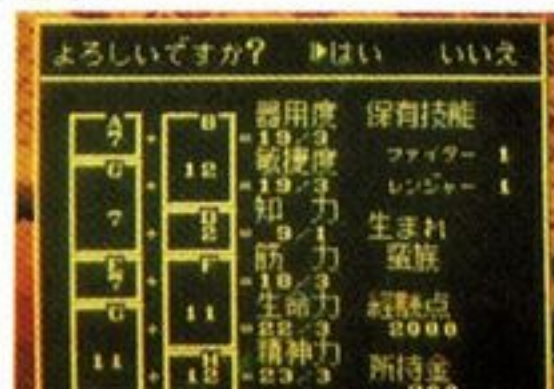 よろしいですか? ▶はい いいえ
A B 器用度 保有技能
7 + =19/3 ファイター 1
C 12 敏捷度
+ =19/3 レンジャー 1
7 D 知 力 生まれ
+ 2 = 9/1
E F 筋 力 蛮族
7 + =18/3
G 11 生命力 経験点
+ =22/3 2000
11 H 精神力 所持金
+ 12 =23/3